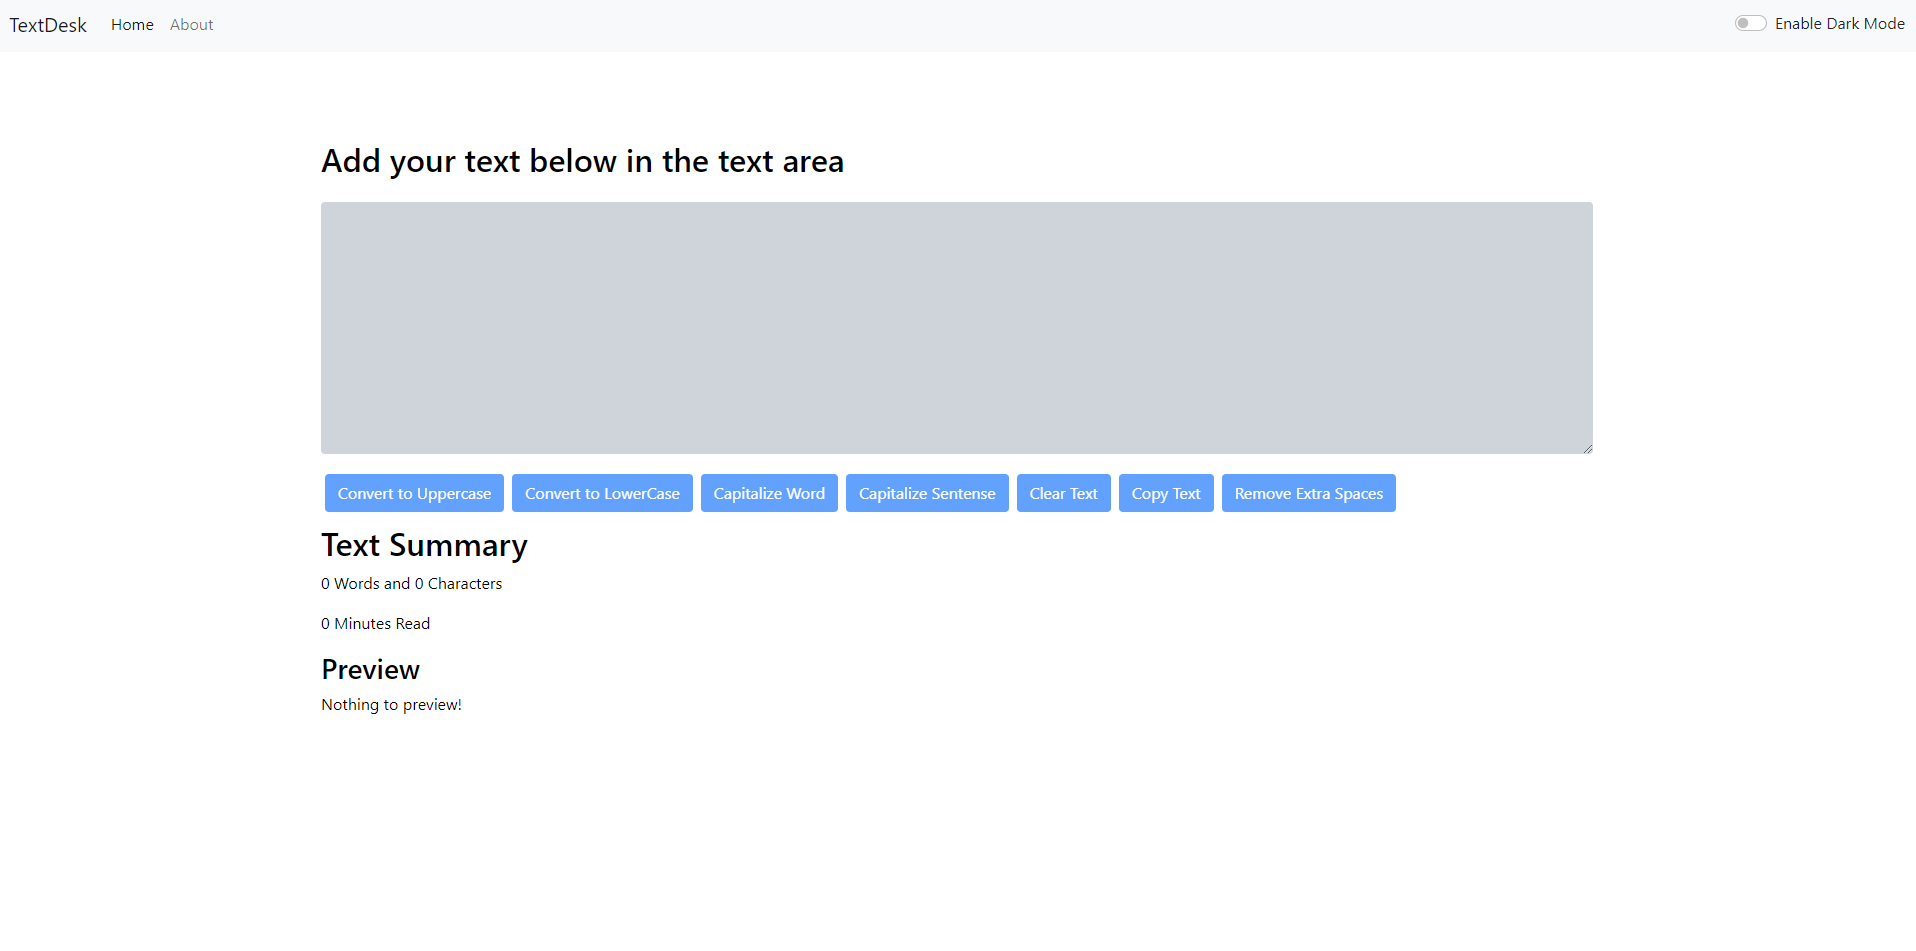 TextDesk Home About Enable Dark Mode
Add your text below in the text area
Convert to Uppercase Convert to LowerCase Capitalize Word Capitalize Sentense Clear Text Copy Text Remove Extra Spaces
Text Summary
0 Words and 0 Characters
0 Minutes Read
Preview
Nothing to preview!